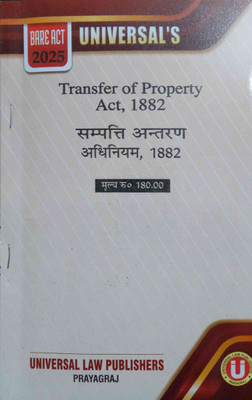 BARE ACT
2025
UNIVERSAL'S
Transfer of Property
Act, 1882
सम्पत्ति अन्तरण
अधिनियम, 1882
मूल्य रु० 180.00
UNIVERSAL LAW PUBLISHERS
PRAYAGRAJ
U